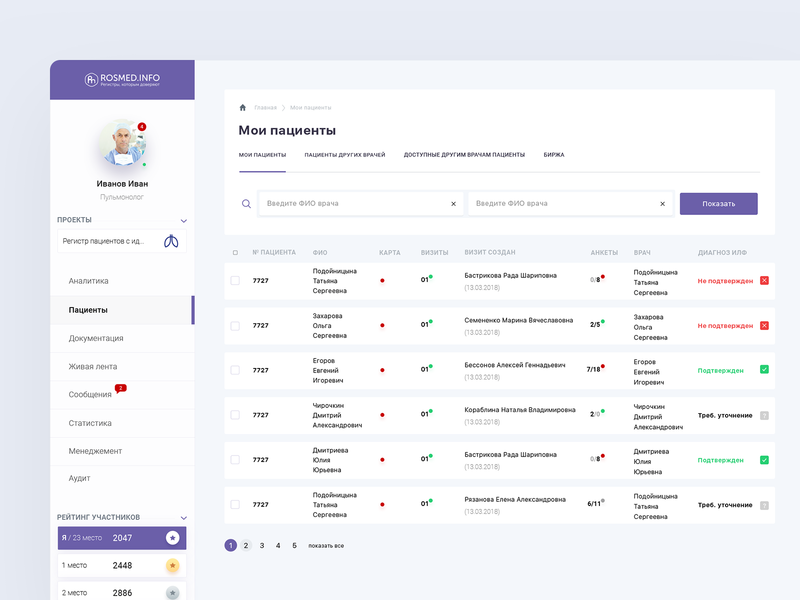 ROSMED.INFO
Регистры, которым доверяют
4
Иванов Иван
Пульмонолог
ПРОЕКТЫ
Регистр пациентов с ид...
Аналитика
Пациенты
Документация
Живая лента
Сообщения 2
Статистика
Менеджемент
Аудит
РЕЙТИНГ УЧАСТНИКОВ
Я / 23 место 2047
1 место 2448
2 место 2886
Главная Мои пациенты
Мои пациенты
МОИ ПАЦИЕНТЫ ПАЦИЕНТЫ ДРУГИХ ВРАЧЕЙ ДОСТУПНЫЕ ДРУГИМ ВРАЧАМ ПАЦИЕНТЫ БИРЖА
Введите ФИО врача Введите ФИО врача Показать
№ ПАЦИЕНТА ФИО КАРТА ВИЗИТЫ ВИЗИТ СОЗДАН АНКЕТЫ ВРАЧ ДИАГНОЗ ИЛФ
7727 Подойницына Татьяна Сергеевна 01 Бастрикова Рада Шариповна (13.03.2018) 0/8 Подойницына Татьяна Сергеевна Не подтвержден
7727 Захарова Ольга Сергеевна 01 Семененко Марина Вячеславовна (13.03.2018) 2/5 Захарова Ольга Сергеевна Не подтвержден
7727 Егоров Евгений Игоревич 01 Бессонов Алексей Геннадьевич (13.03.2018) 7/18 Егоров Евгений Игоревич Подтвержден
7727 Чирочкин Дмитрий Александрович 01 Кораблина Наталья Владимировна (13.03.2018) 2/0 Чирочкин Дмитрий Александрович Треб. уточнение ?
7727 Дмитриева Юлия Юрьевна 01 Бастрикова Рада Шариповна (13.03.2018) 0/8 Дмитриева Юлия Юрьевна Подтвержден
7727 Подойницына Татьяна Сергеевна 01 Рязанова Елена Александровна (13.03.2018) 6/11 Подойницына Татьяна Сергеевна Треб. уточнение ?
1 2 3 4 5 показать все